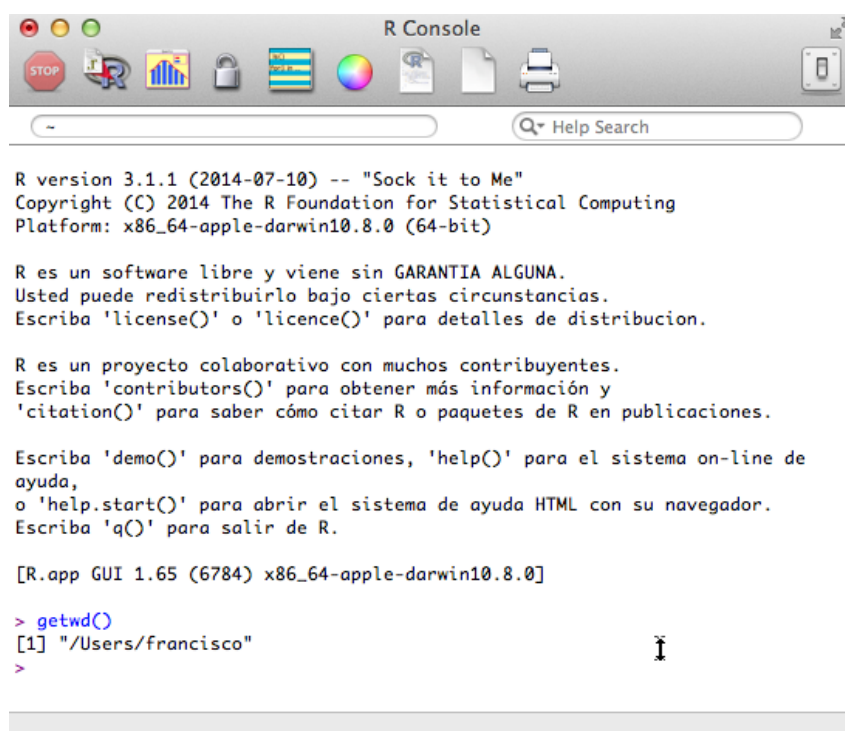 R Console
STOP
~
Help Search
R version 3.1.1 (2014-07-10) -- "Sock it to Me"
Copyright (C) 2014 The R Foundation for Statistical Computing
Platform: x86_64-apple-darwin10.8.0 (64-bit)
R es un software libre y viene sin GARANTIA ALGUNA.
Usted puede redistribuirlo bajo ciertas circunstancias.
Escriba 'license()' o 'licence()' para detalles de distribucion.
R es un proyecto colaborativo con muchos contribuyentes.
Escriba 'contributors()' para obtener más información y
'citation()' para saber cómo citar R o paquetes de R en publicaciones.
Escriba 'demo()' para demostraciones, 'help()' para el sistema on-line de
ayuda,
o 'help.start()' para abrir el sistema de ayuda HTML con su navegador.
Escriba 'q()' para salir de R.
[R.app GUI 1.65 (6784) x86_64-apple-darwin10.8.0]
> getwd()
[1] "/Users/francisco"
>